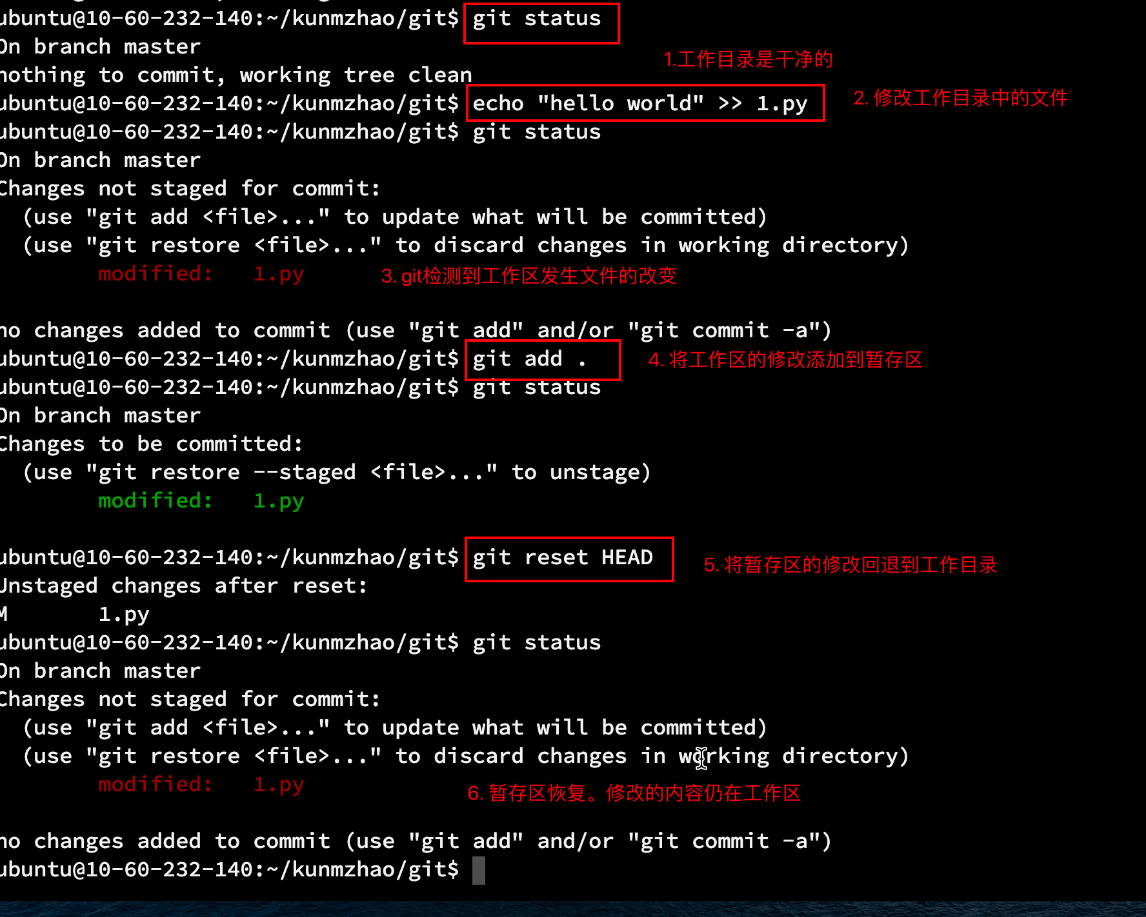 ubuntu@10-60-232-140:~/kunmzhao/git$ git status
On branch master
1.工作目录是干净的
nothing to commit, working tree clean
ubuntu@10-60-232-140:~/kunmzhao/git$ echo "hello world" >> 1.py 2. 修改工作目录中的文件
ubuntu@10-60-232-140:~/kunmzhao/git$ git status
On branch master
Changes not staged for commit:
(use "git add <file>..." to update what will be committed)
(use "git restore <file>..." to discard changes in working directory)
modified: 1.py 3. git检测到工作区发生文件的改变
no changes added to commit (use "git add" and/or "git commit -a")
ubuntu@10-60-232-140:~/kunmzhao/git$ git add . 4. 将工作区的修改添加到暂存区
ubuntu@10-60-232-140:~/kunmzhao/git$ git status
On branch master
Changes to be committed:
(use "git restore --staged <file>..." to unstage)
modified: 1.py
ubuntu@10-60-232-140:~/kunmzhao/git$ git reset HEAD 5. 将暂存区的修改回退到工作目录
Unstaged changes after reset:
M 1.py
ubuntu@10-60-232-140:~/kunmzhao/git$ git status
On branch master
Changes not staged for commit:
(use "git add <file>..." to update what will be committed)
(use "git restore <file>..." to discard changes in working directory)
modified: 1.py 6. 暂存区恢复。修改的内容仍在工作区
no changes added to commit (use "git add" and/or "git commit -a")
ubuntu@10-60-232-140:~/kunmzhao/git$